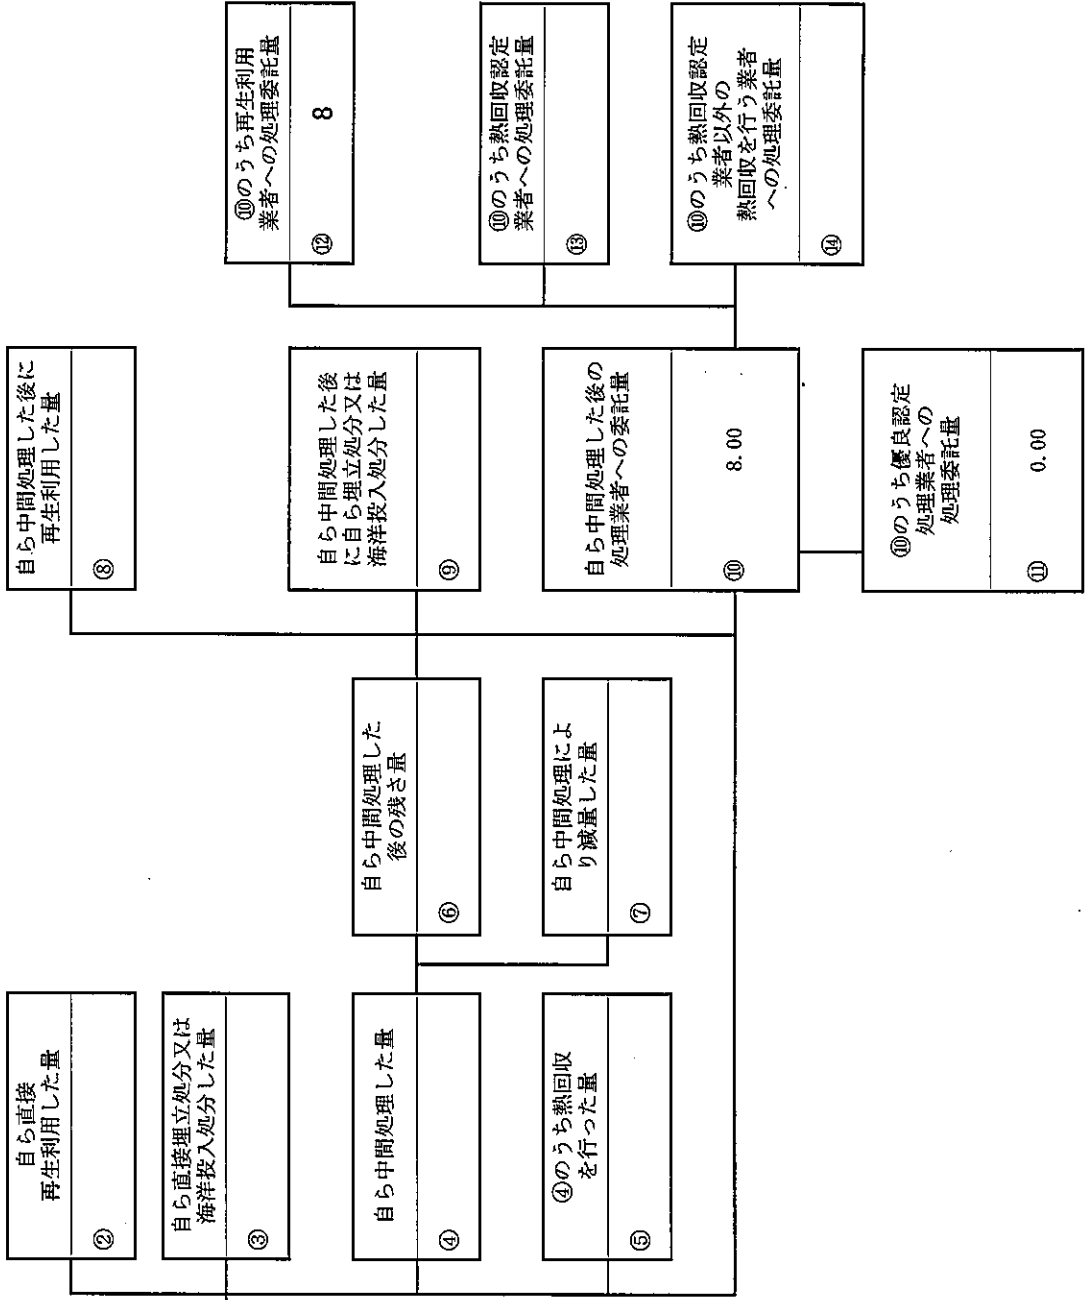 自ら直接
再生利用した量
②
自ら直接埋立処分又は
海洋投入処分した量
③
自ら中間処理した量
④
④のうち熱回収
を行った量
⑤
自ら中間処理した
後の残さ量
⑥
自ら中間処理によ
り減量した量
⑦
自ら中間処理した後に
再生利用した量
⑧
自ら中間処理した後
に自ら埋立処分又は
海洋投入処分した量
⑨
自ら中間処理した後の
処理業者への委託量
⑩ 8.00
⑩のうち優良認定
処理業者への
処理委託量
⑪ 0.00
⑩のうち再生利用
業者への処理委託量
⑫ 8
⑩のうち熱回収認定
業者への処理委託量
⑬
⑩のうち熱回収認定
業者以外の
熱回収を行う業者
への処理委託量
⑭